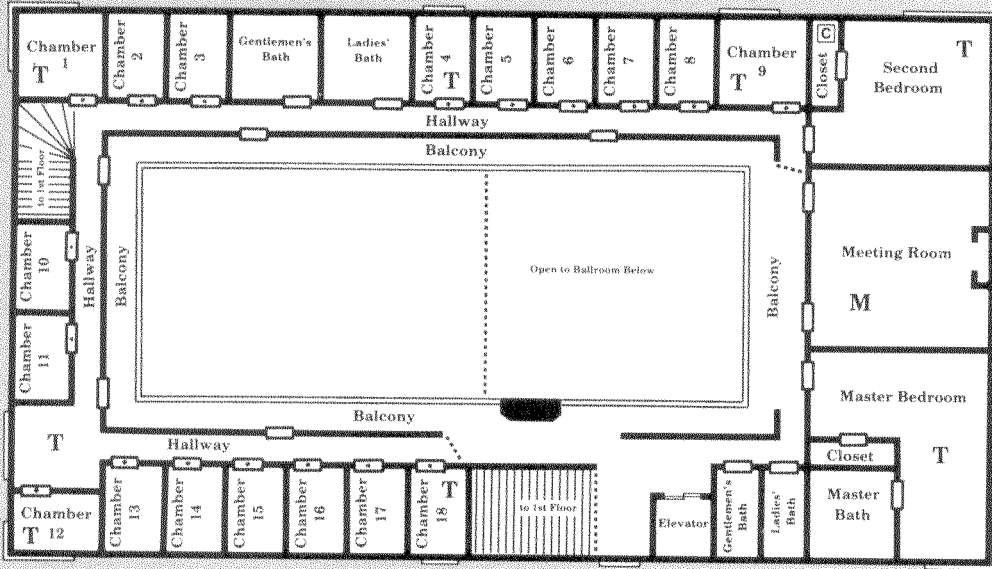 Chamber
1
T
Chamber
2
Chamber
3
Gentlemen's
Bath
Ladies'
Bath
Chamber
4
T
Chamber
5
Chamber
6
Chamber
7
Chamber
8
Chamber
9
T
Closet
C
Second
Bedroom
T
Hallway
Balcony
to 1st Floor
Chamber
10
Hallway
Balcony
Open to Ballroom Below
Balcony
Meeting Room
M
Chamber
11
Master Bedroom
T
Balcony
Hallway
T
Closet
Chamber
12
T
Chamber
13
Chamber
14
Chamber
15
Chamber
16
Chamber
17
Chamber
18
T
to 1st Floor
Elevator
Gentlemen's
Bath
Ladies'
Bath
Master
Bath